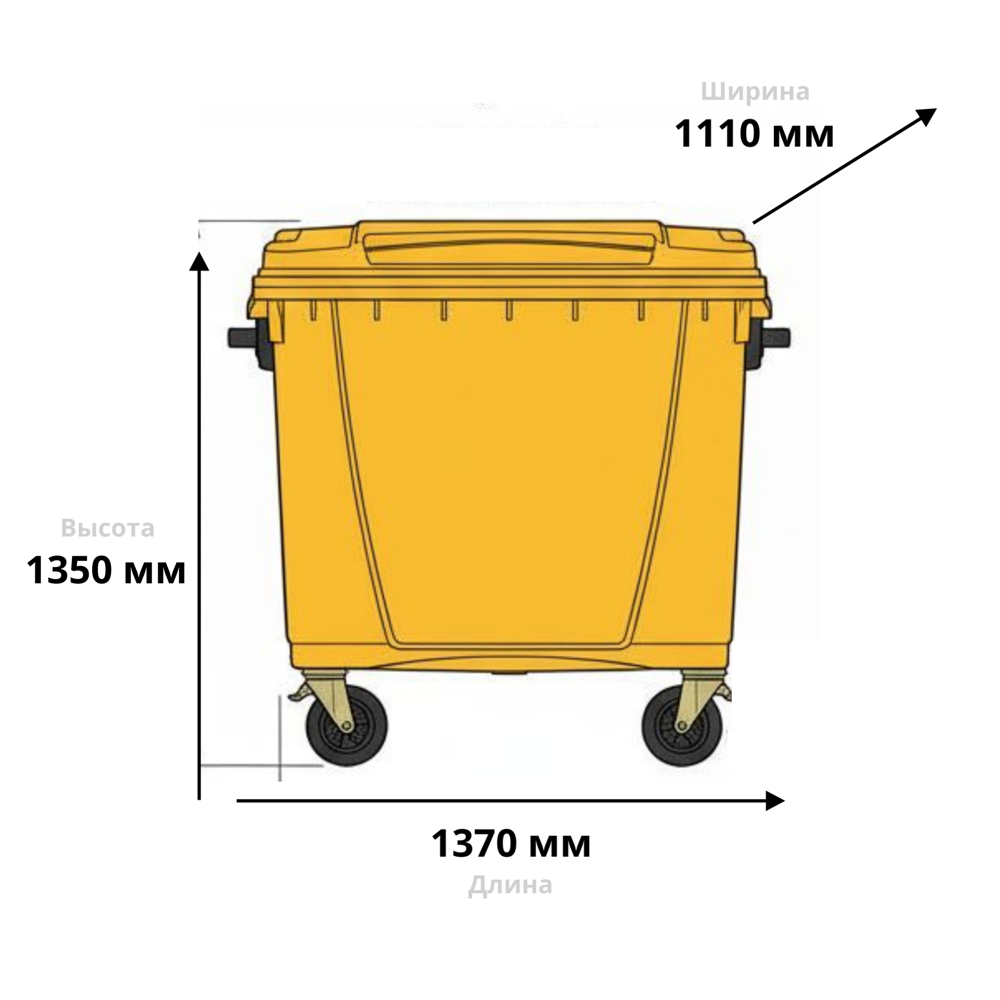 Ширина
1110 мм
Высота
1350 мм
1370 мм
Длина